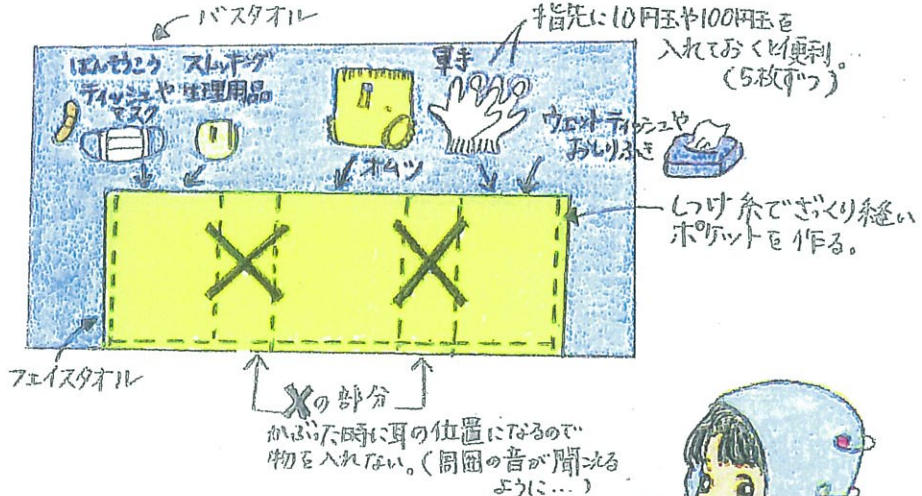 バスタオル
指先に10円玉や100円玉を
入れておくと便利。
(5枚ずつ)
ばんそうこう
ティッシュや
マスク
ストッキング
生理用品
軍手
オムツ
ウェットティッシュや
おしりふき
しつけ糸でざっくり縫い
ポケットを作る。
フェイスタオル
Xの部分
かぶった時に耳の位置になるので
物を入れない。(周囲の音が聞こえる
ように…)